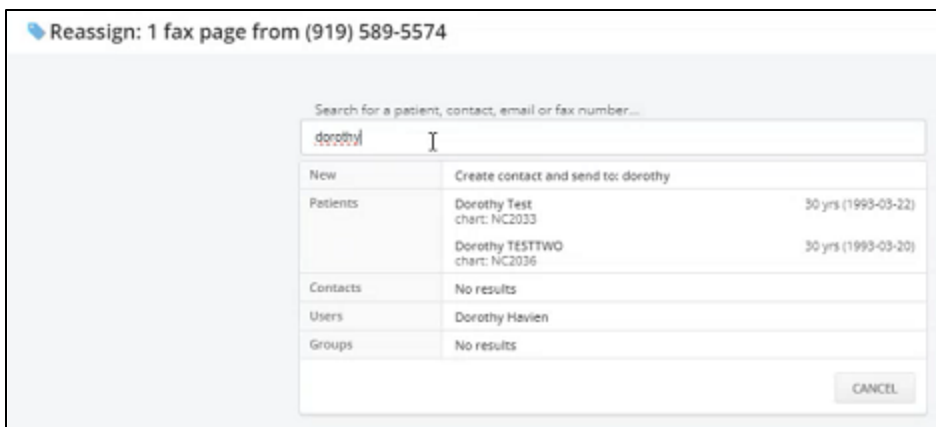 Reassign: 1 fax page from (919) 589-5574
Search for a patient, contact, email or fax number...
dorothy
New Create contact and send to: dorothy
Patients Dorothy Test 30 yrs (1993-03-22)
chart: NC2033
Dorothy TESTTWO 30 yrs (1993-03-20)
chart: NC2036
Contacts No results
Users Dorothy Havien
Groups No results
CANCEL